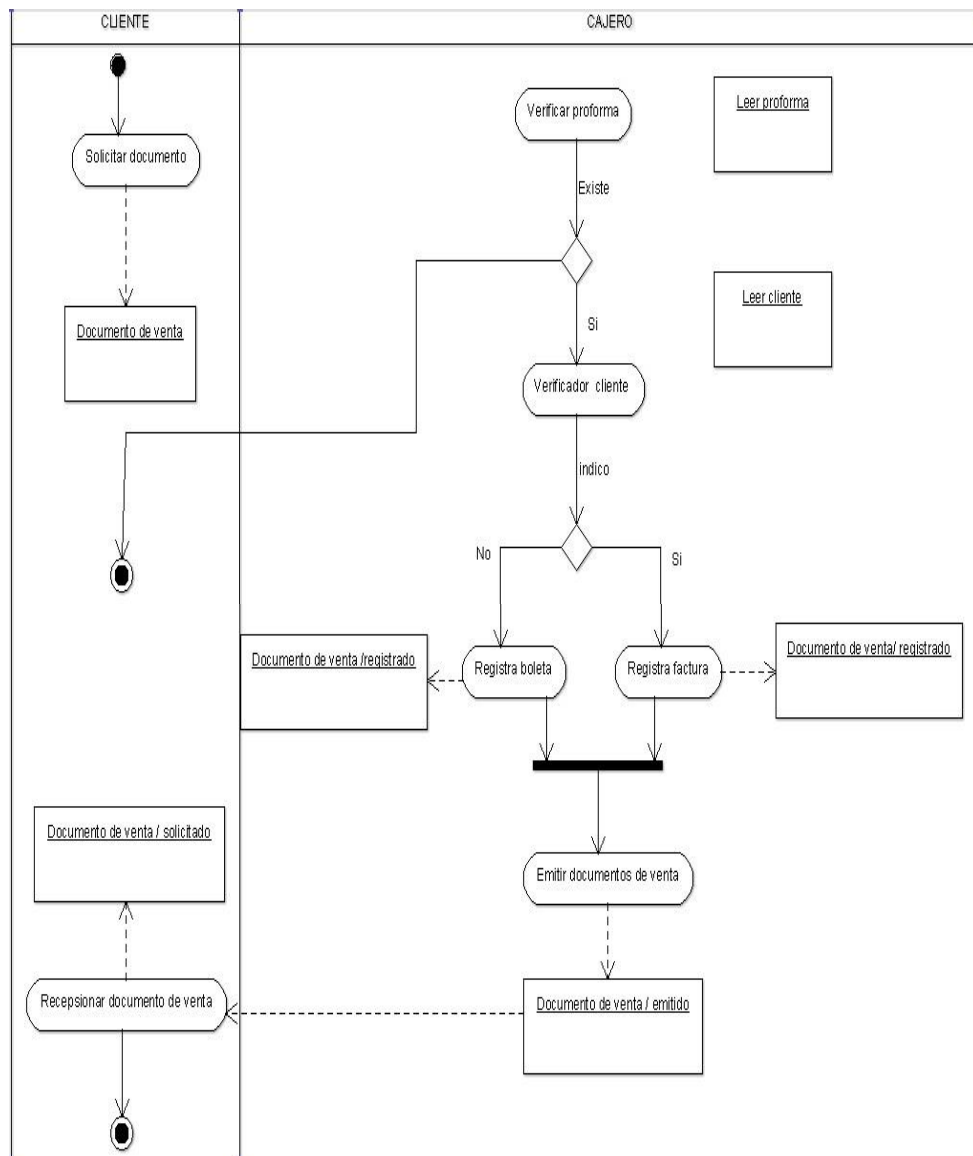 CLIENTE
CAJERO
Verificar proforma
Leer proforma
Solicitar documento
Existe
Leer cliente
Documento de venta
Si
Verificador cliente
indico
No
Si
Documento de venta /registrado
Registra boleta
Registra factura
Documento de venta/ registrado
Documento de venta / solicitado
Emitir documentos de venta
Recepsionar documento de venta
Documento de venta / emitido